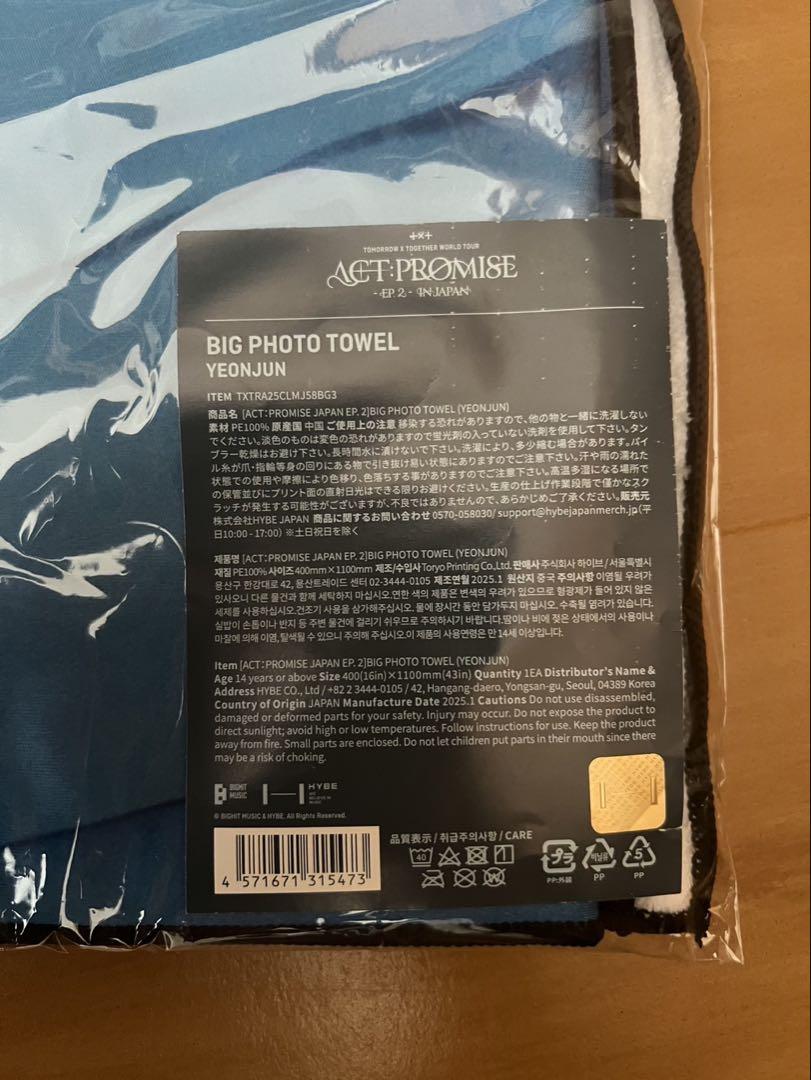 +x+
TOMORROW X TOGETHER WORLD TOUR
ACT:PROMISE
- EP. 2 - IN JAPAN -
BIG PHOTO TOWEL
YEONJUN
ITEM TXTRA25CLMJ58BG3
商品名 [ACT:PROMISE JAPAN EP. 2]BIG PHOTO TOWEL (YEONJUN)
素材 PE100% 原産国 中国 ご使用上の注意 移染する恐れがありますので、他の物と一緒に洗濯しない
でください。淡色のものは変色の恐れがありますので蛍光剤の入っていない洗剤を使用して下さい。タン
ブラー乾燥はお避け下さい。長時間水に漬けないで下さい。洗濯により、多少縮む場合があります。パイ
ル糸が爪・指輪等身の回りにある物で引き抜け易い状態にありますのでご注意下さい。汗や雨の濡れた
状態での使用や摩擦により色移り、色落ちする事がありますのでご注意下さい。高温多湿になる場所で
の保管並びにプリント面の直射日光はできる限りお避けください。生産の仕上げ作業段階で僅かなスク
ラッチが発生する可能性がございますが、不良ではありませんので、あらかじめご了承ください。販売元
株式会社HYBE JAPAN 商品に関するお問い合わせ 0570-058030/ support@hybejapanmerch.jp(平
日10:00 - 17:00) ※土日祝日を除く
제품명 [ACT:PROMISE JAPAN EP. 2]BIG PHOTO TOWEL (YEONJUN)
재질 PE100% 사이즈 400mm×1100mm 제조/수입사 Toryo Printing Co.,Ltd. 판매사 주식회사 하이브 / 서울특별시
용산구 한강대로 42, 용산트레이드 센터 02-3444-0105 제조연월 2025.1 원산지 중국 주의사항 이염될 우려가
있사오니 다른 물건과 함께 세탁하지 마십시오.연한 색의 제품은 변색의 우려가 있으므로 형광제가 들어 있지 않은
세제를 사용하십시오.건조기 사용을 삼가해주십시오. 물에 장시간 동안 담가두지 마십시오. 수축될 염려가 있습니다.
실밥이 손톱이나 반지 등 주변 물건에 걸리기 쉬우므로 주의하시기 바랍니다.땀이나 비에 젖은 상태에서의 사용이나
마찰에 의해 이염, 탈색될 수 있으니 주의해 주십시오.이 제품의 사용연령은 만 14세 이상입니다.
Item [ACT:PROMISE JAPAN EP. 2]BIG PHOTO TOWEL (YEONJUN)
Age 14 years or above Size 400(16in)×1100mm(43in) Quantity 1EA Distributor's Name &
Address HYBE CO., Ltd / +82 2 3444-0105 / 42, Hangang-daero, Yongsan-gu, Seoul, 04389 Korea
Country of Origin JAPAN Manufacture Date 2025.1 Cautions Do not use disassembled,
damaged or deformed parts for your safety. Injury may occur. Do not expose the product to
direct sunlight; avoid high or low temperatures. Follow instructions for use. Keep the product
away from fire. Small parts are enclosed. Do not let children put parts in their mouth since there
may be a risk of choking.
BIGHIT MUSIC HYBE WE BELIEVE IN MUSIC
© BIGHIT MUSIC & HYBE. All Rights Reserved.
品質表示 / 취급주의사항 / CARE
40
プラ 비닐류 5
PP:外装 PP PP
4 571671 315473